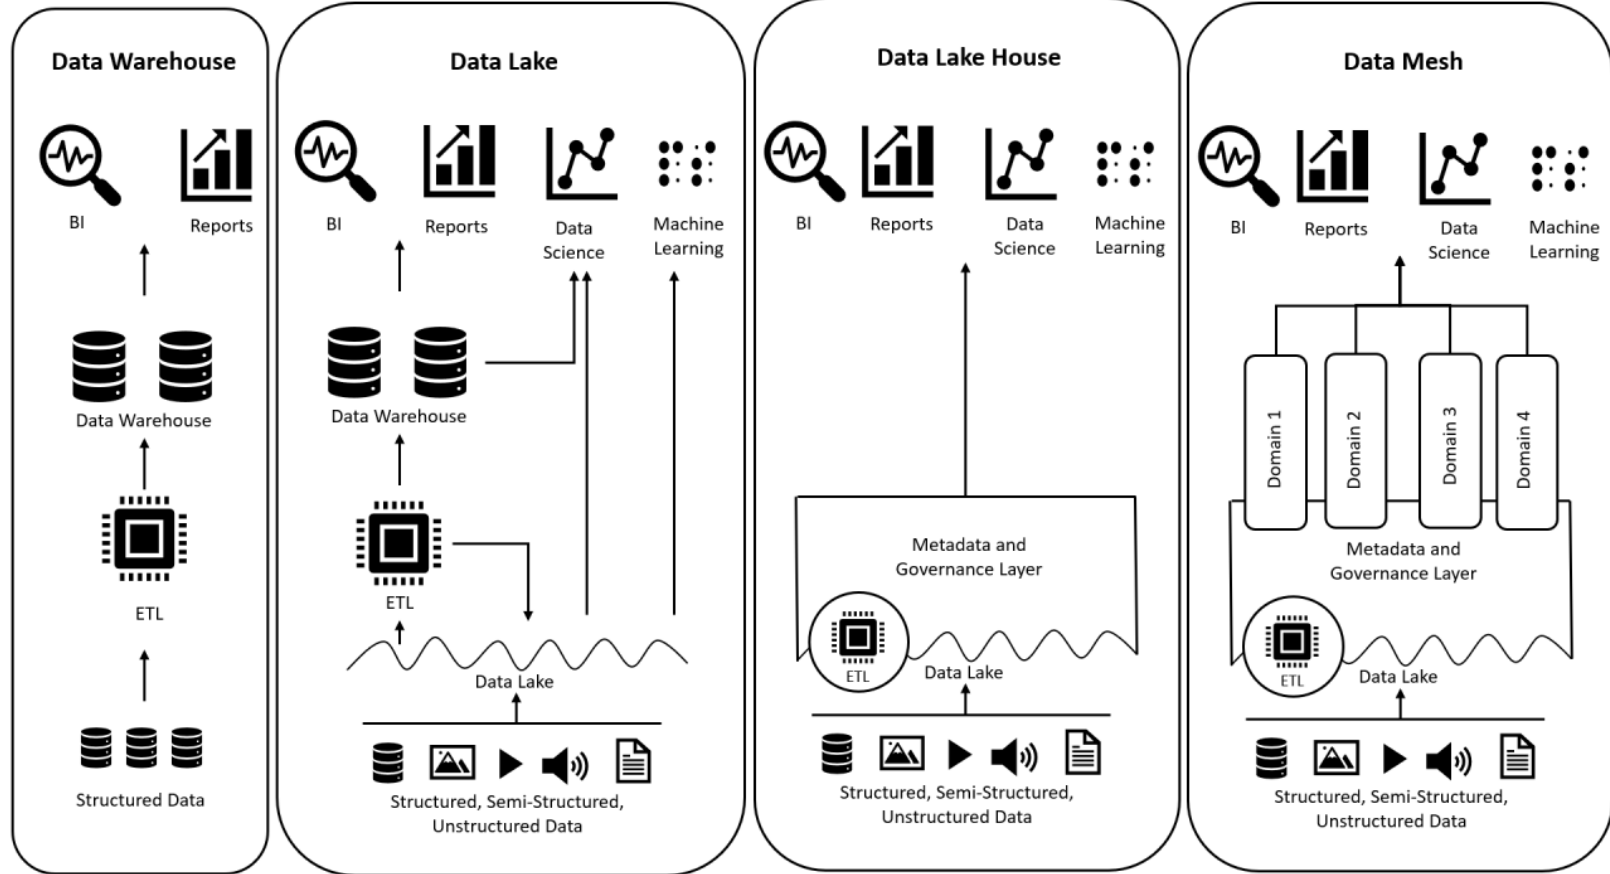 Data Warehouse
BI
Reports
Data Warehouse
ETL
Structured Data
Data Lake
BI
Reports
Data
Science
Machine
Learning
Data Warehouse
ETL
Data Lake
Structured, Semi-Structured,
Unstructured Data
Data Lake House
BI
Reports
Data
Science
Machine
Learning
Metadata and
Governance Layer
ETL
Data Lake
Structured, Semi-Structured,
Unstructured Data
Data Mesh
BI
Reports
Data
Science
Machine
Learning
Domain 1
Domain 2
Domain 3
Domain 4
Metadata and
Governance Layer
ETL
Data Lake
Structured, Semi-Structured,
Unstructured Data